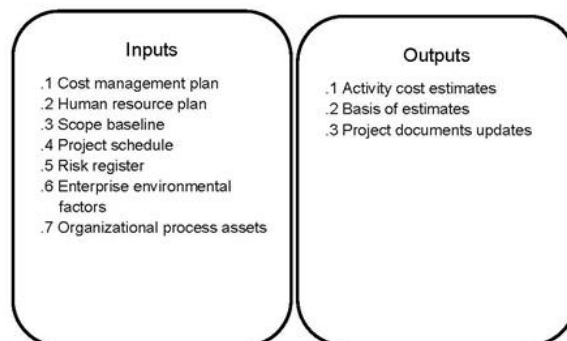 Inputs
.1 Cost management plan
.2 Human resource plan
.3 Scope baseline
.4 Project schedule
.5 Risk register
.6 Enterprise environmental
factors
.7 Organizational process assets
Outputs
.1 Activity cost estimates
.2 Basis of estimates
.3 Project documents updates